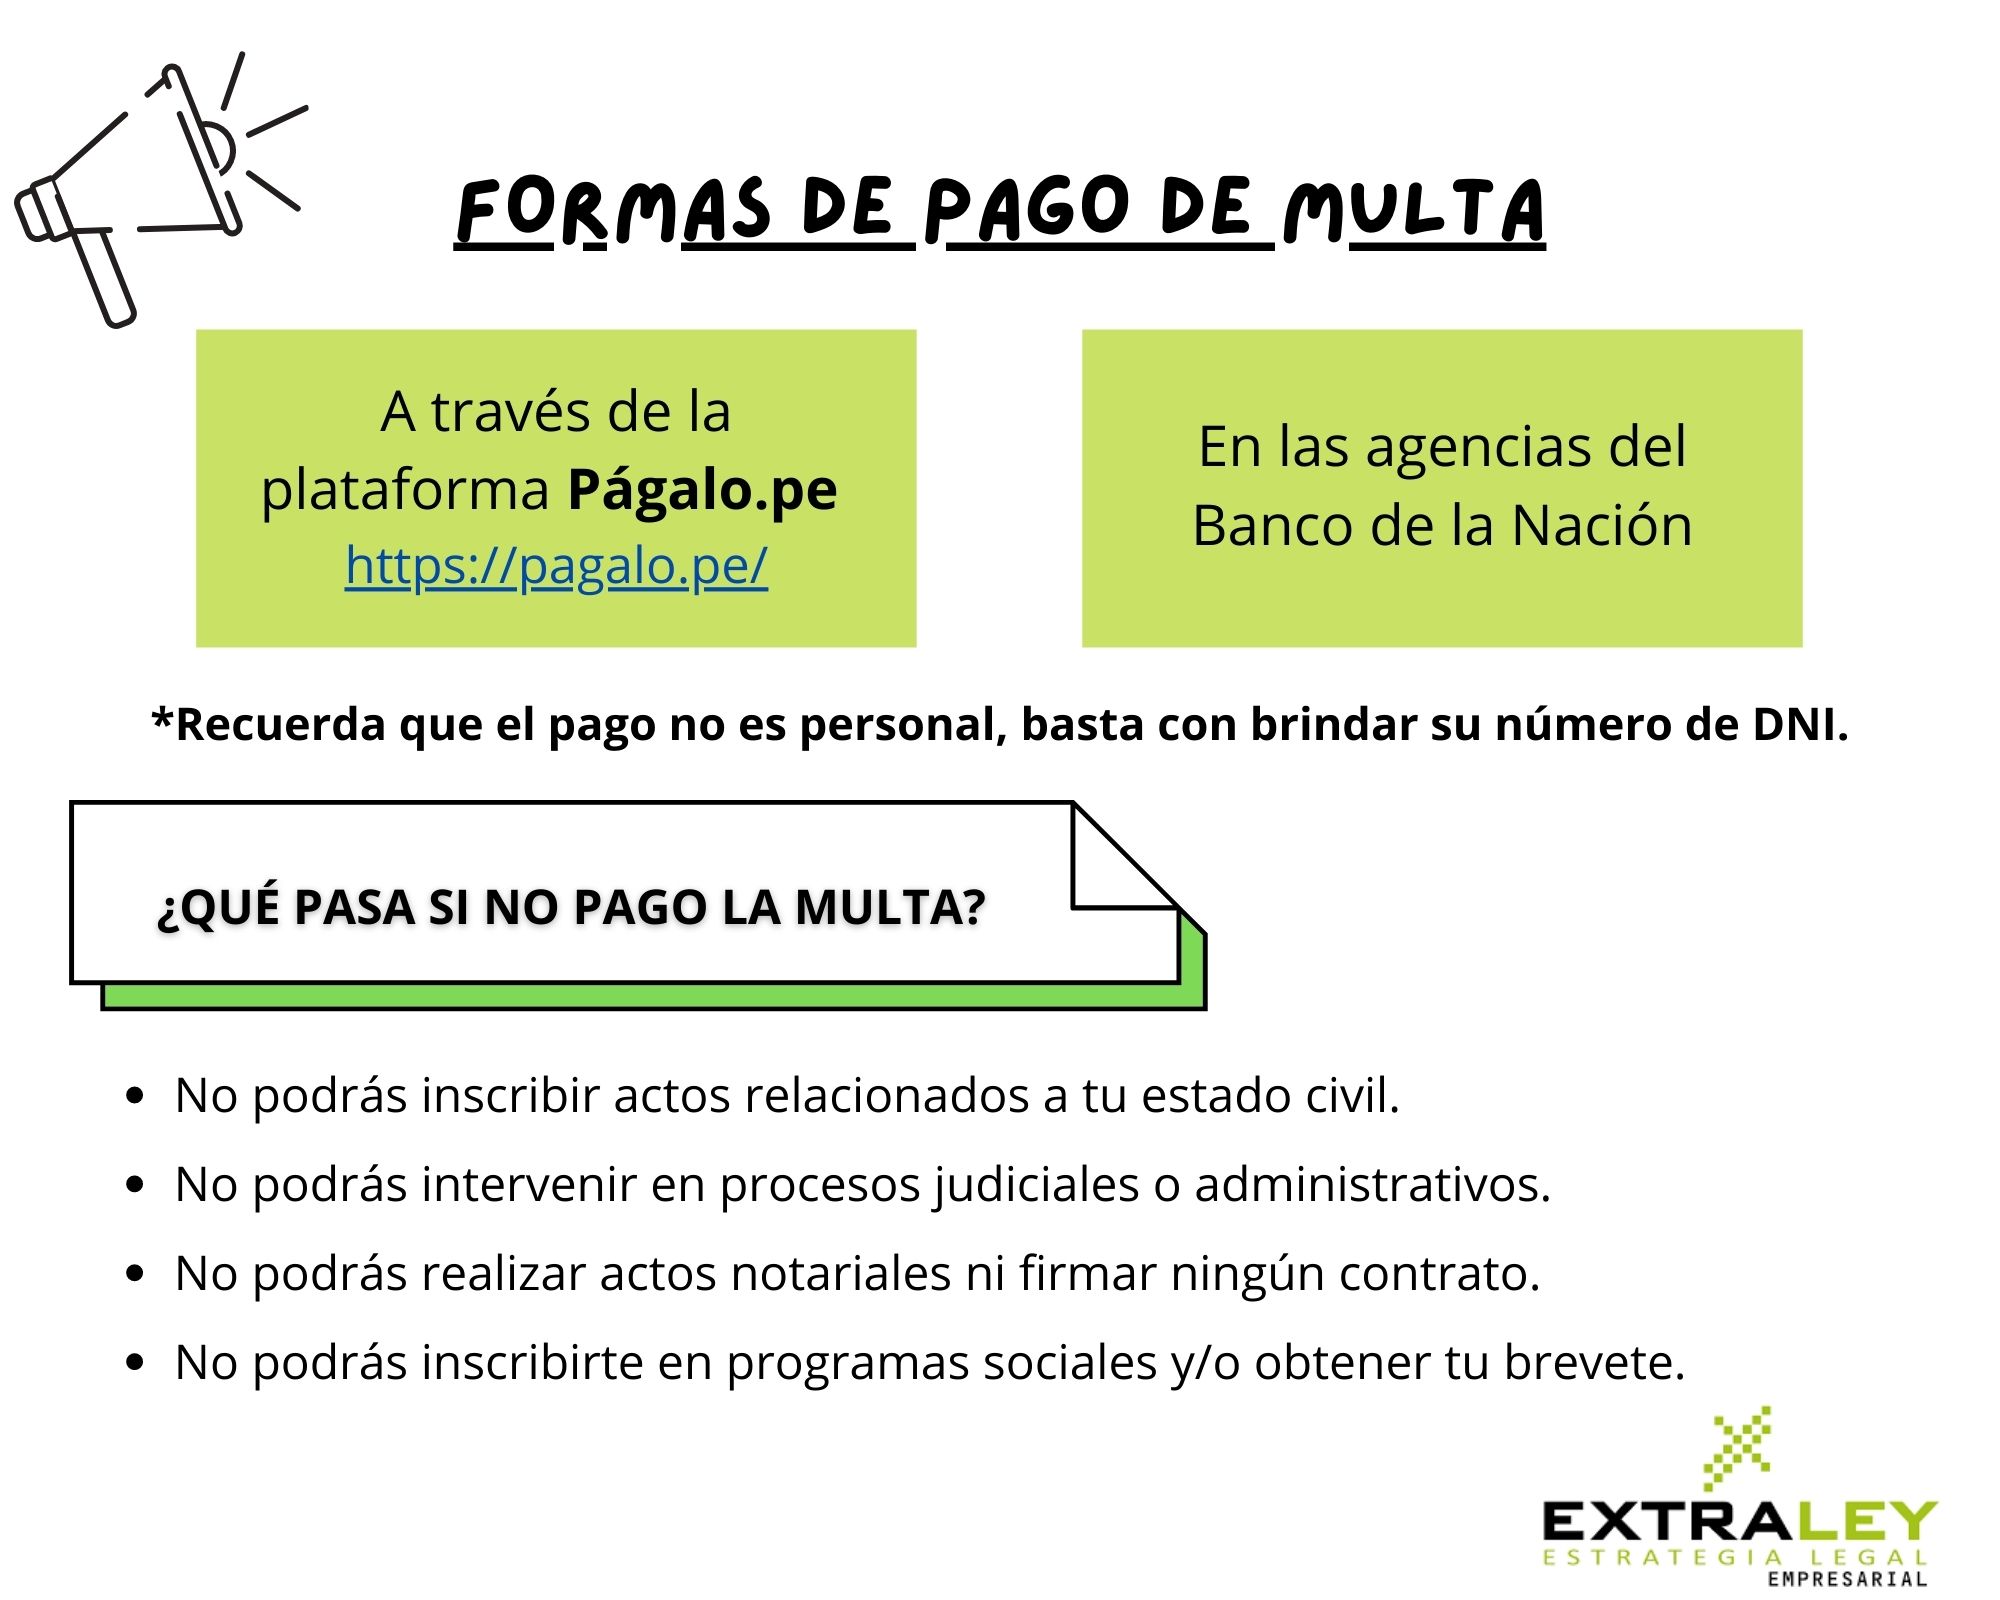 FORMAS DE PAGO DE MULTA
A través de la
plataforma Págalo.pe
https://pagalo.pe/
En las agencias del
Banco de la Nación
*Recuerda que el pago no es personal, basta con brindar su número de DNI.
¿QUÉ PASA SI NO PAGO LA MULTA?
• No podrás inscribir actos relacionados a tu estado civil.
• No podrás intervenir en procesos judiciales o administrativos.
• No podrás realizar actos notariales ni firmar ningún contrato.
• No podrás inscribirte en programas sociales y/o obtener tu brevete.
EXTRALEY
ESTRATEGIA LEGAL
EMPRESARIAL